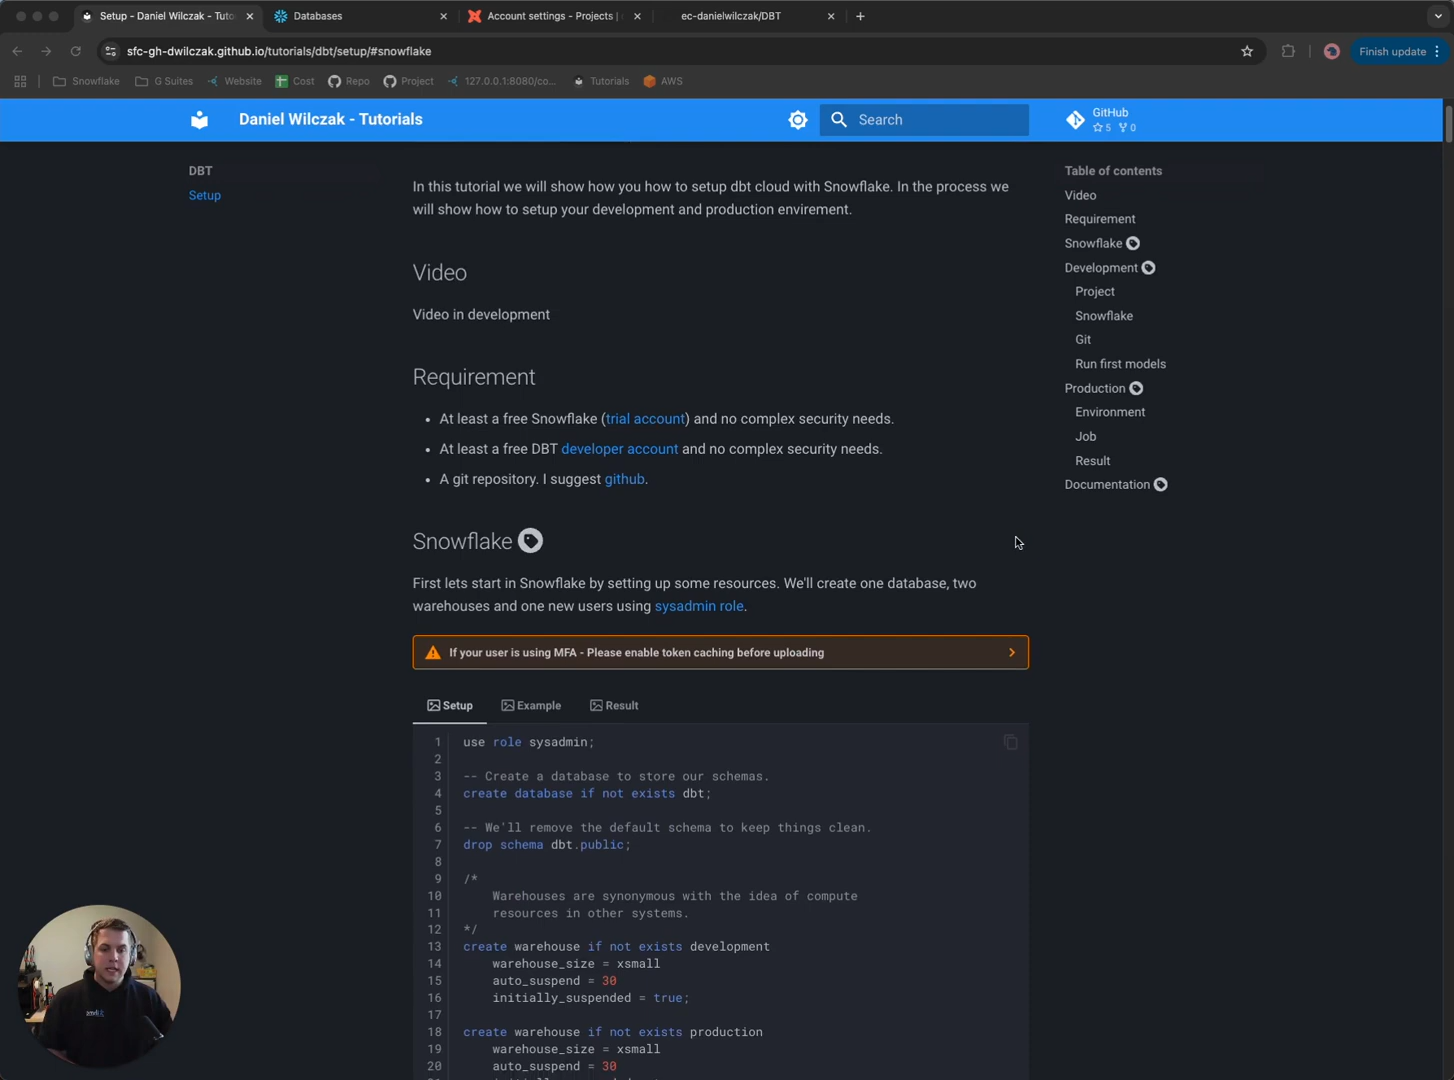 Setup - Daniel Wilczak - Tuto
Databases
Account settings - Projects |
ec-danielwilczak/DBT
sfc-gh-dwilczak.github.io/tutorials/dbt/setup/#snowflake
Finish update
Snowflake
G Suites
Website
Cost
Repo
Project
127.0.0.1:8080/co...
Tutorials
AWS
Daniel Wilczak - Tutorials
Search
GitHub
5 0
DBT
Setup
In this tutorial we will show how you how to setup dbt cloud with Snowflake. In the process we
will show how to setup your development and production envirement.
Video
Video in development
Requirement
• At least a free Snowflake (trial account) and no complex security needs.
• At least a free DBT developer account and no complex security needs.
• A git repository. I suggest github.
Snowflake
First lets start in Snowflake by setting up some resources. We'll create one database, two
warehouses and one new users using sysadmin role.
If your user is using MFA - Please enable token caching before uploading
Setup
Example
Result
1 use role sysadmin;
2
3 -- Create a database to store our schemas.
4 create database if not exists dbt;
5
6 -- We'll remove the default schema to keep things clean.
7 drop schema dbt.public;
8
9 /*
10 Warehouses are synonymous with the idea of compute
11 resources in other systems.
12 */
13 create warehouse if not exists development
14 warehouse_size = xsmall
15 auto_suspend = 30
16 initially_suspended = true;
17
18 create warehouse if not exists production
19 warehouse_size = xsmall
20 auto_suspend = 30
Table of contents
Video
Requirement
Snowflake
Development
Project
Snowflake
Git
Run first models
Production
Environment
Job
Result
Documentation